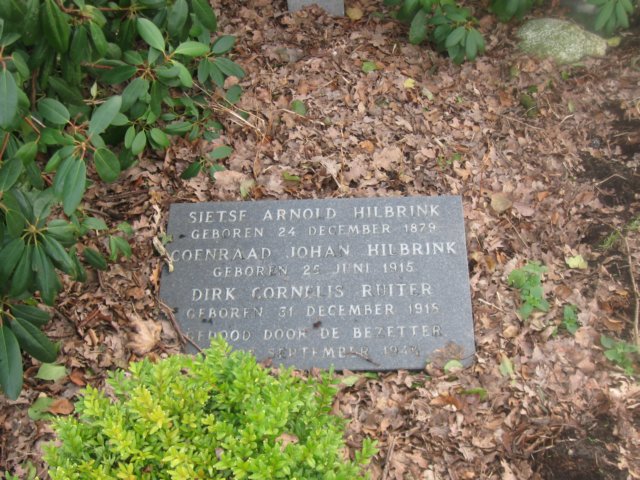 SIETSE ARNOLD HILBRINK
GEBOREN 24 DECEMBER 1879
COENRAAD JOHAN HILBRINK
GEBOREN 25 JUNI 1915
DIRK CORNELIS RUITER
GEBOREN 31 DECEMBER 1918
GEDOOD DOOR DE BEZETTER
SEPTEMBER